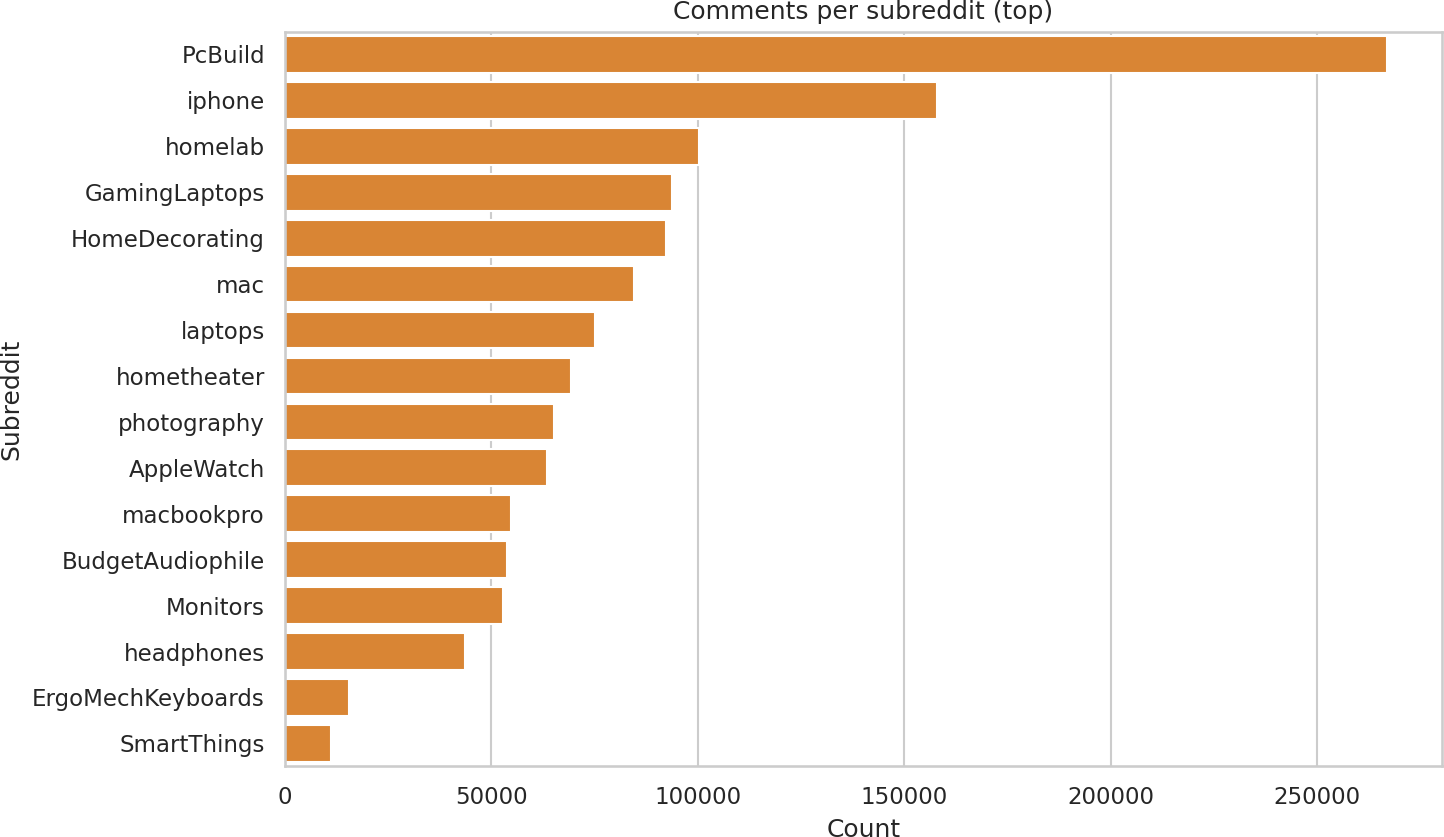 Comments per subreddit (top)
Subreddit
PcBuild
iphone
homelab
GamingLaptops
HomeDecorating
mac
laptops
hometheater
photography
AppleWatch
macbookpro
BudgetAudiophile
Monitors
headphones
ErgoMechKeyboards
SmartThings
0 50000 100000 150000 200000 250000
Count